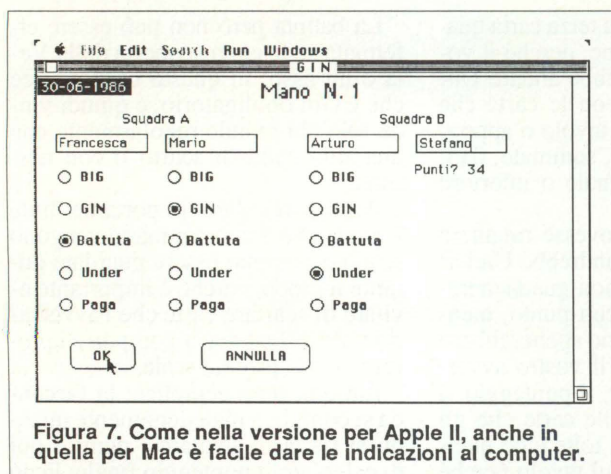 File Edit Search Run Windows
GIN
30-06-1986
Mano N. 1
Squadra A Squadra B
Francesca Mario Arturo Stefano
Punti? 34
BIG BIG BIG
GIN GIN GIN
Battuta Battuta Battuta
Under Under Under
Paga Paga Paga
OK ANNULLA
Figura 7. Come nella versione per Apple II, anche in
quella per Mac è facile dare le indicazioni al computer.